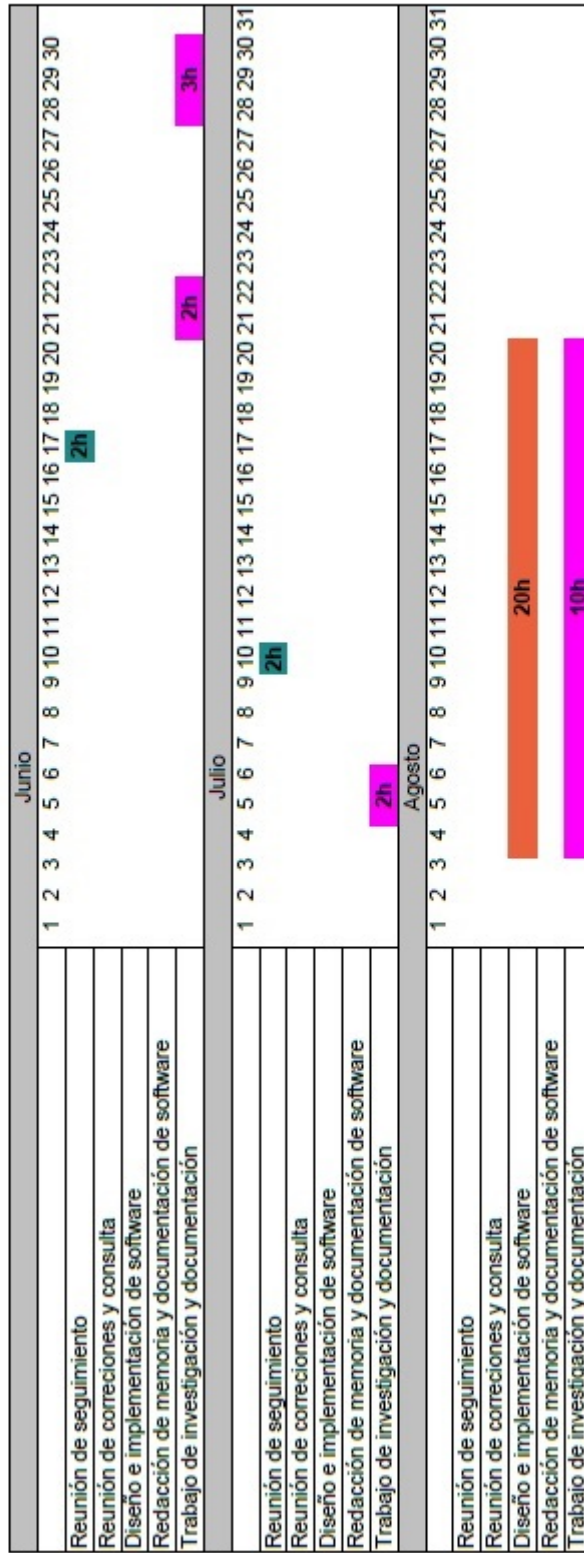 Junio
1 2 3 4 5 6 7 8 9 10 11 12 13 14 15 16 17 18 19 20 21 22 23 24 25 26 27 28 29 30
Reunión de seguimiento 2h
Reunión de correciones y consulta
Diseño e implementación de software
Redacción de memoria y documentación de software
Trabajo de investigación y documentación 2h 3h
Julio
1 2 3 4 5 6 7 8 9 10 11 12 13 14 15 16 17 18 19 20 21 22 23 24 25 26 27 28 29 30 31
Reunión de seguimiento 2h
Reunión de correciones y consulta
Diseño e implementación de software
Redacción de memoria y documentación de software
Trabajo de investigación y documentación 2h
Agosto
1 2 3 4 5 6 7 8 9 10 11 12 13 14 15 16 17 18 19 20 21 22 23 24 25 26 27 28 29 30 31
Reunión de seguimiento
Reunión de correciones y consulta
Diseño e implementación de software 20h
Redacción de memoria y documentación de software
Trabajo de investigación y documentación 10h